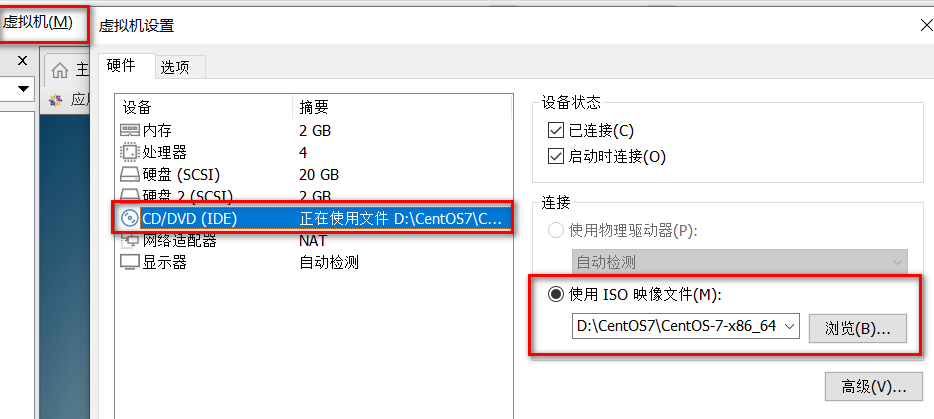 虚拟机(M)
虚拟机设置
主
应
硬件
选项
设备 摘要
内存 2 GB
处理器 4
硬盘 (SCSI) 20 GB
硬盘 2 (SCSI) 2 GB
CD/DVD (IDE) 正在使用文件 D:\CentOS7\C...
网络适配器 NAT
显示器 自动检测
设备状态
已连接(C)
启动时连接(O)
连接
使用物理驱动器(P):
自动检测
使用 ISO 映像文件(M):
D:\CentOS7\CentOS-7-x86_64
浏览(B)...
高级(V)...